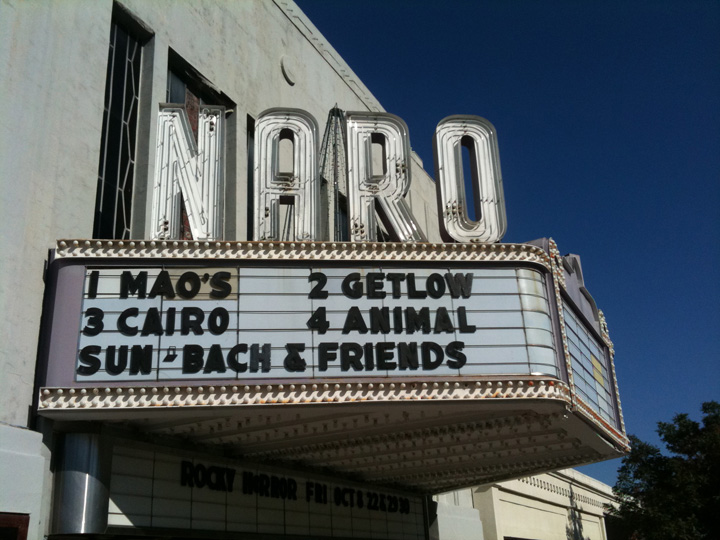 NARO
1 MAO'S 2 GETLOW
3 CAIRO 4 ANIMAL
SUN - "BACH & FRIENDS
ROCKY HORROR FRI OCT 8 22 & 29 30